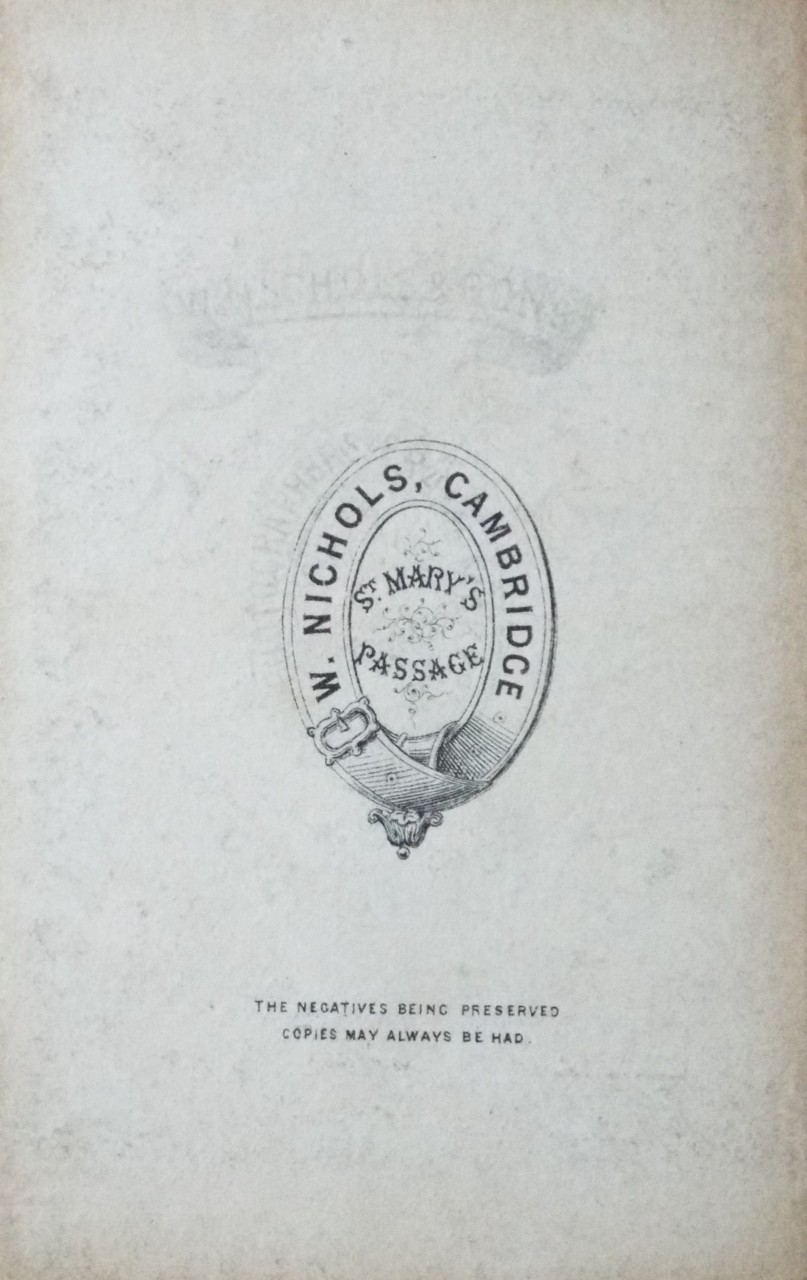 W. NICHOLS, CAMBRIDGE
ST. MARY'S
PASSAGE
THE NEGATIVES BEING PRESERVED
COPIES MAY ALWAYS BE HAD.